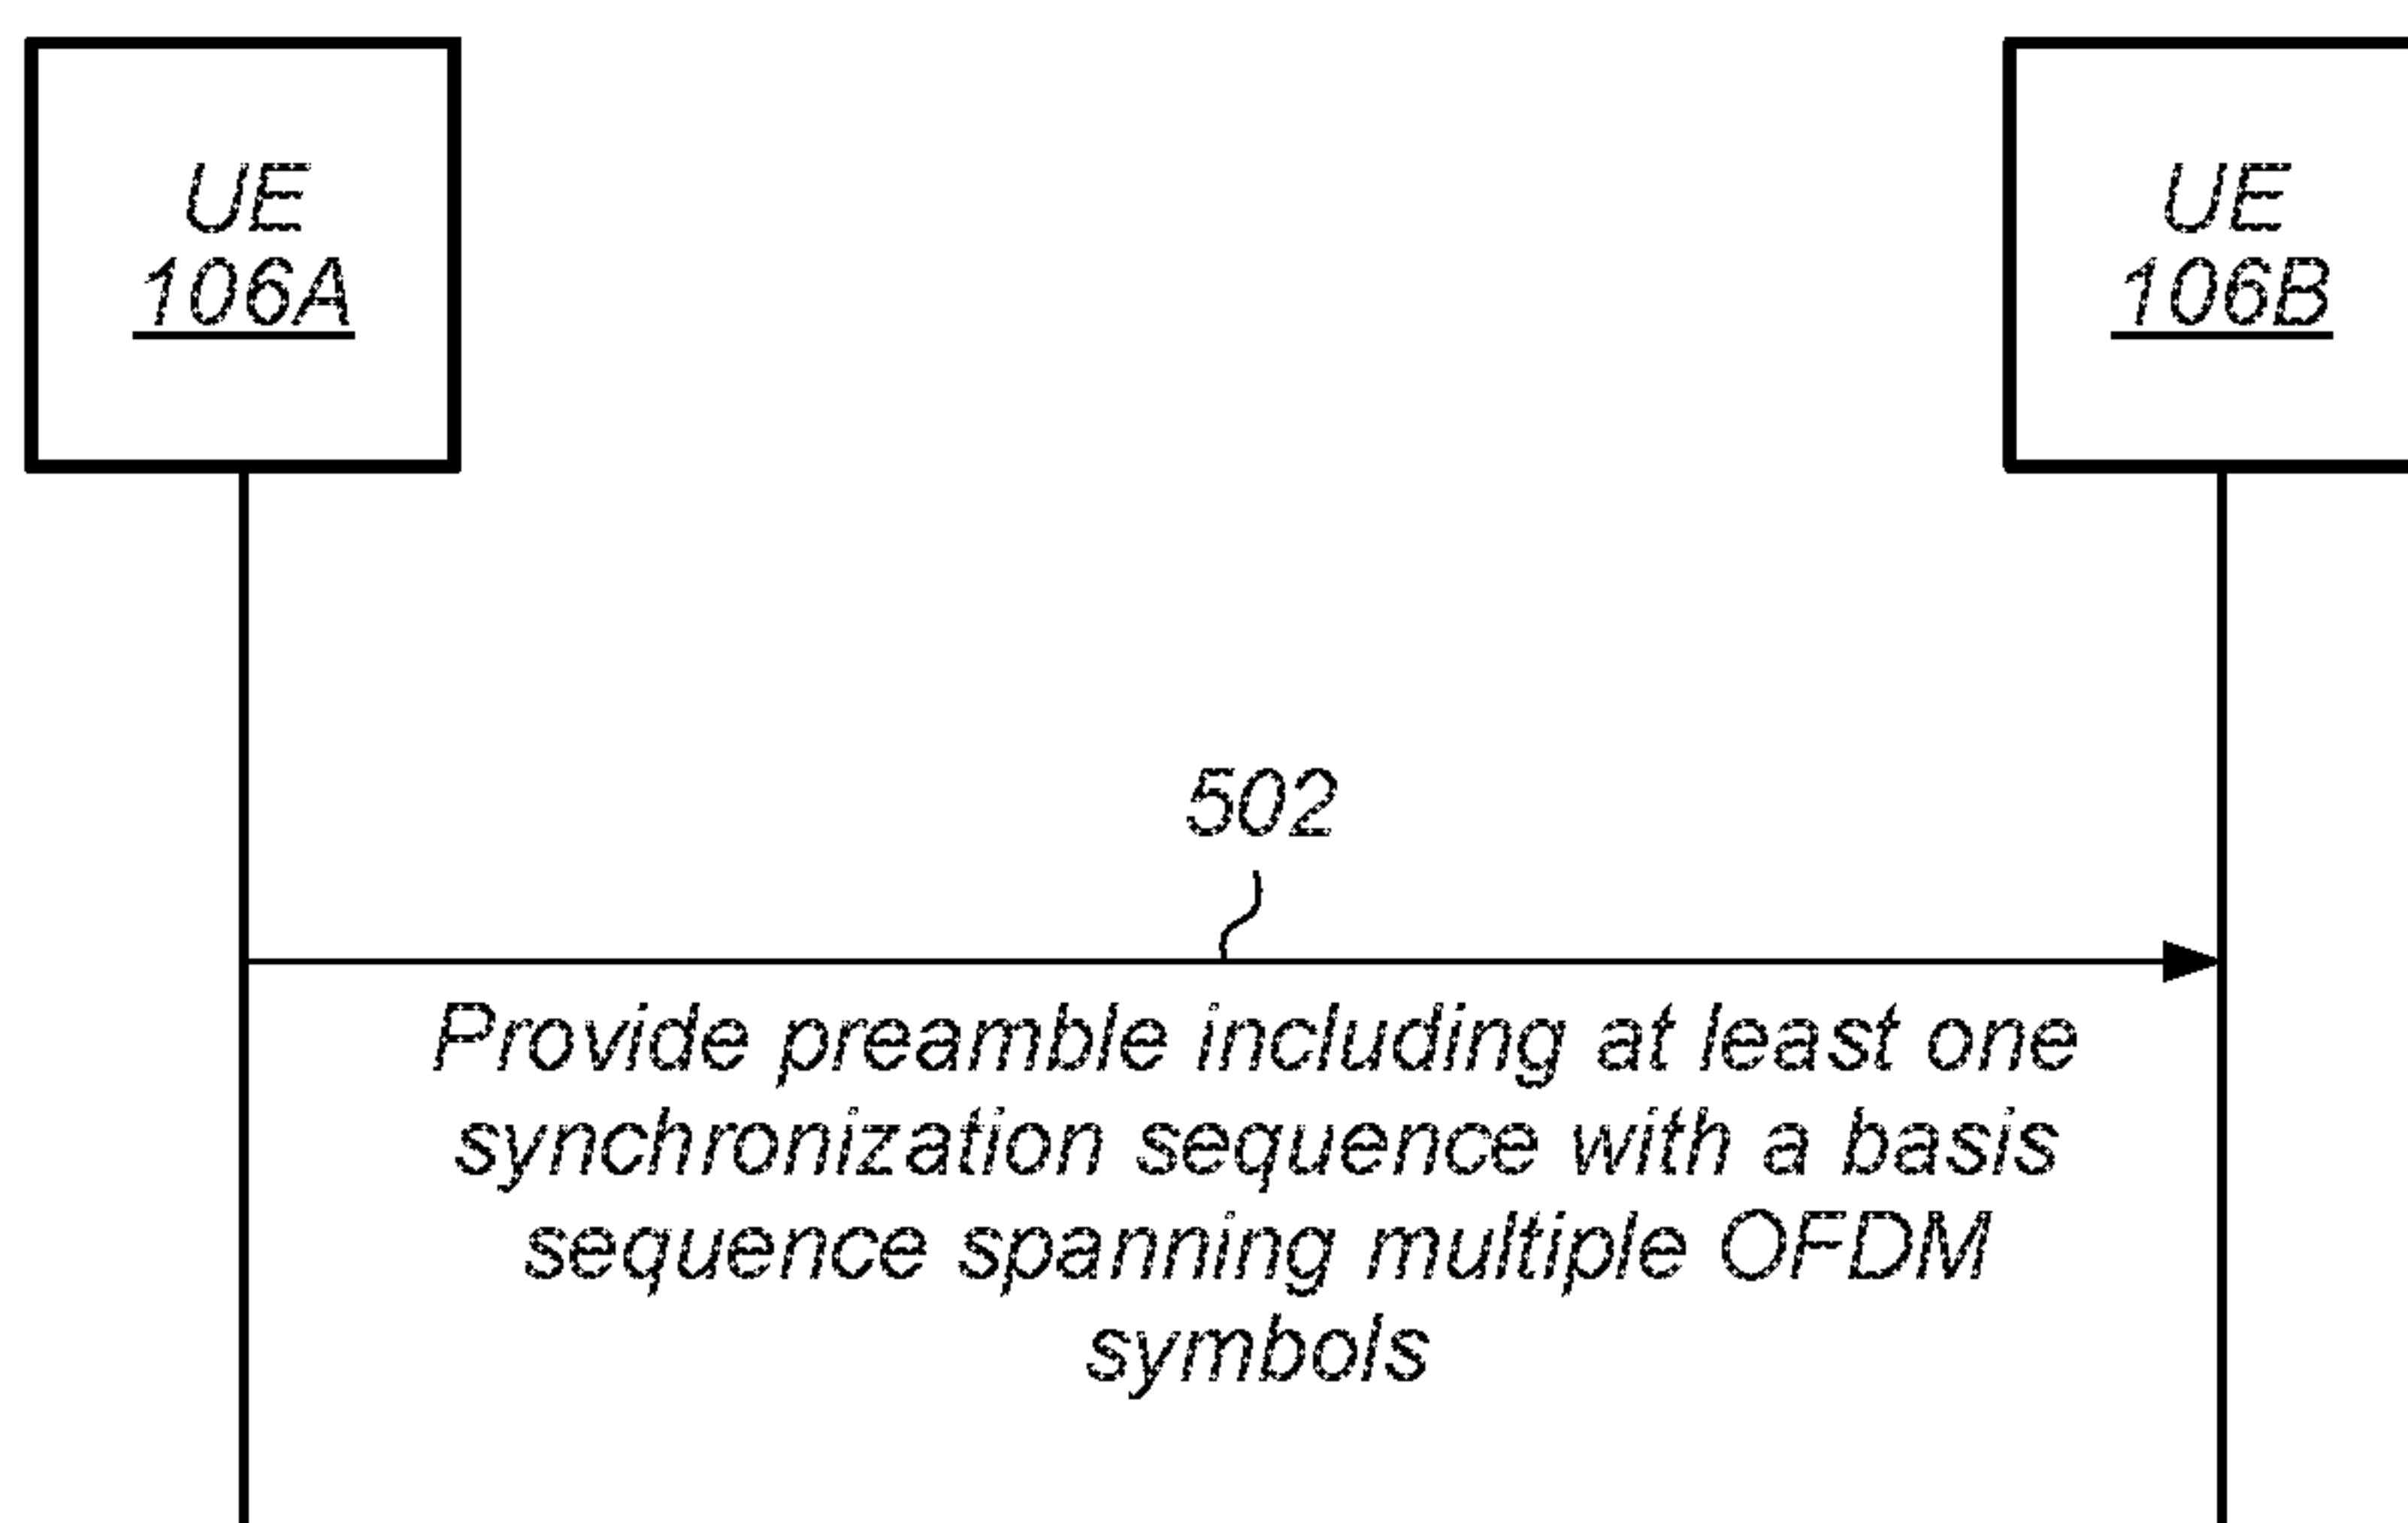 UE
106A
UE
106B
502
Provide preamble including at least one
synchronization sequence with a basis
sequence spanning multiple OFDM
symbols